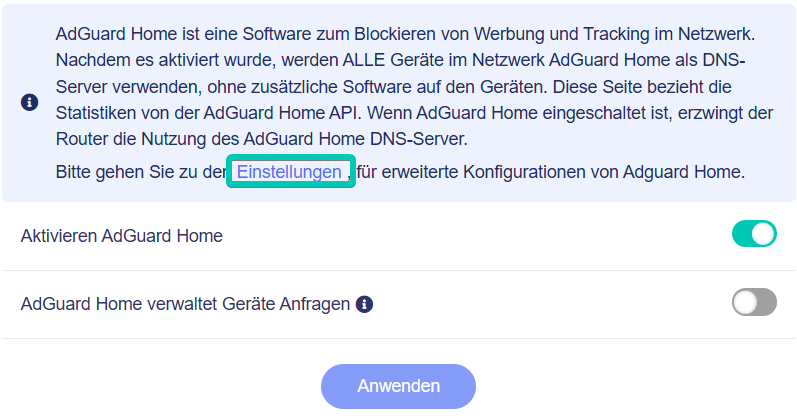 AdGuard Home ist eine Software zum Blockieren von Werbung und Tracking im Netzwerk.
Nachdem es aktiviert wurde, werden ALLE Geräte im Netzwerk AdGuard Home als DNS-
Server verwenden, ohne zusätzliche Software auf den Geräten. Diese Seite bezieht die
Statistiken von der AdGuard Home API. Wenn AdGuard Home eingeschaltet ist, erzwingt der
Router die Nutzung des AdGuard Home DNS-Server.
Bitte gehen Sie zu der Einstellungen , für erweiterte Konfigurationen von Adguard Home.
Aktivieren AdGuard Home
AdGuard Home verwaltet Geräte Anfragen
Anwenden